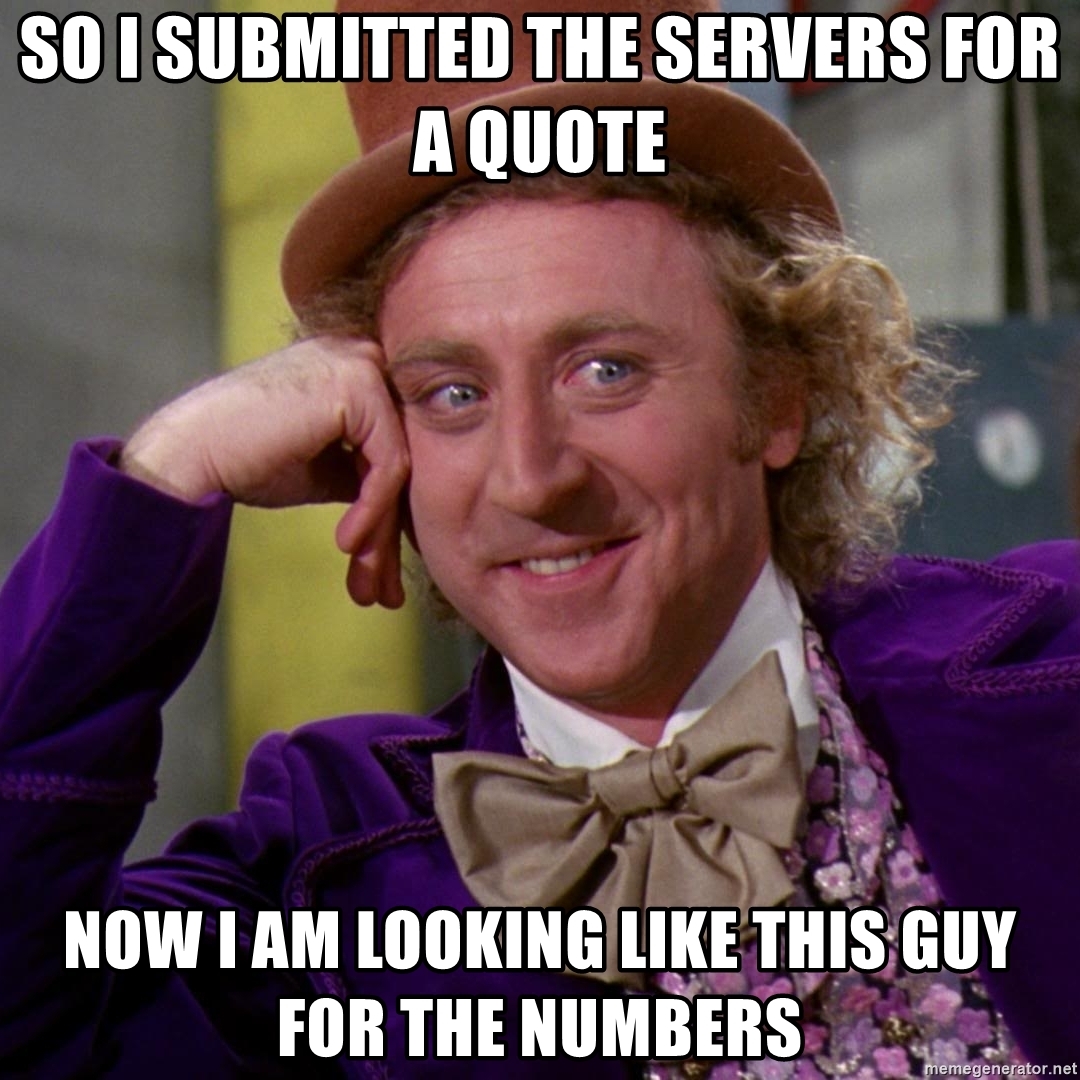 SO I SUBMITTED THE SERVERS FOR
A QUOTE
NOW I AM LOOKING LIKE THIS GUY
FOR THE NUMBERS
memegenerator.net